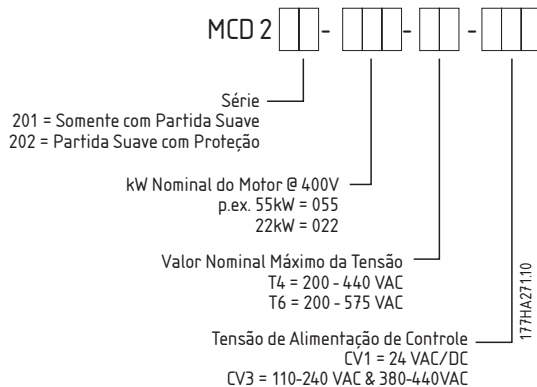 MCD 2 - - -
Série
201 = Somente com Partida Suave
202 = Partida Suave com Proteção
kW Nominal do Motor @ 400V
p.ex. 55kW = 055
22kW = 022
Valor Nominal Máximo da Tensão
T4 = 200 - 440 VAC
T6 = 200 - 575 VAC
Tensão de Alimentação de Controle
CV1 = 24 VAC/DC
CV3 = 110-240 VAC & 380-440VAC
177HA271.10